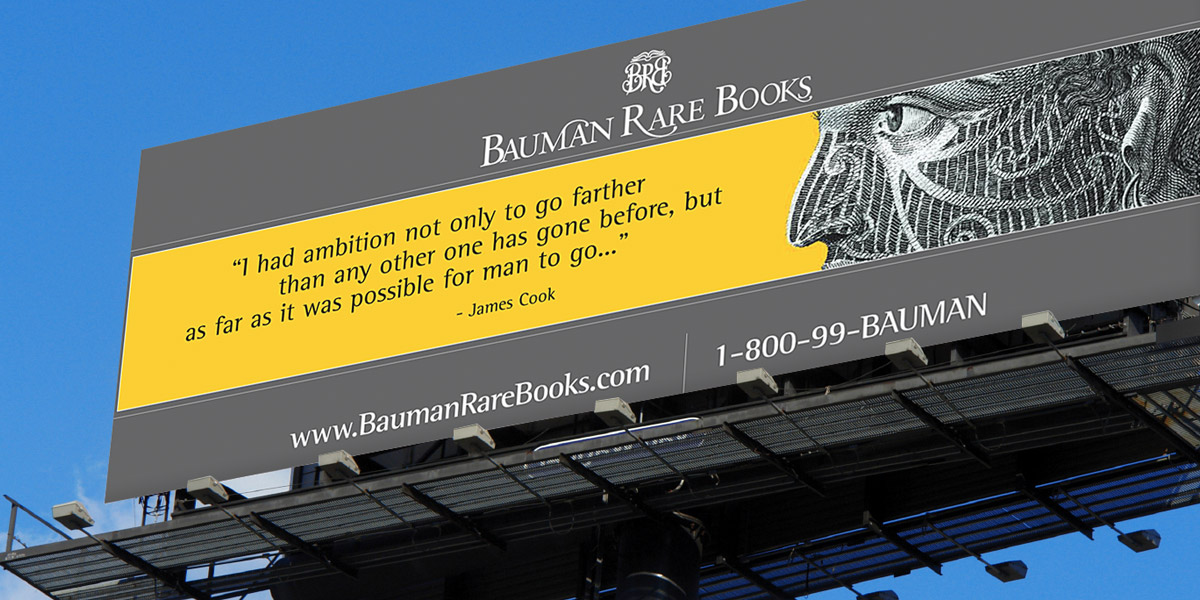 BRB
BAUMAN RARE BOOKS
“I had ambition not only to go farther
than any other one has gone before, but
as far as it was possible for man to go...”
- James Cook
www.BaumanRareBooks.com
1-800-99-BAUMAN